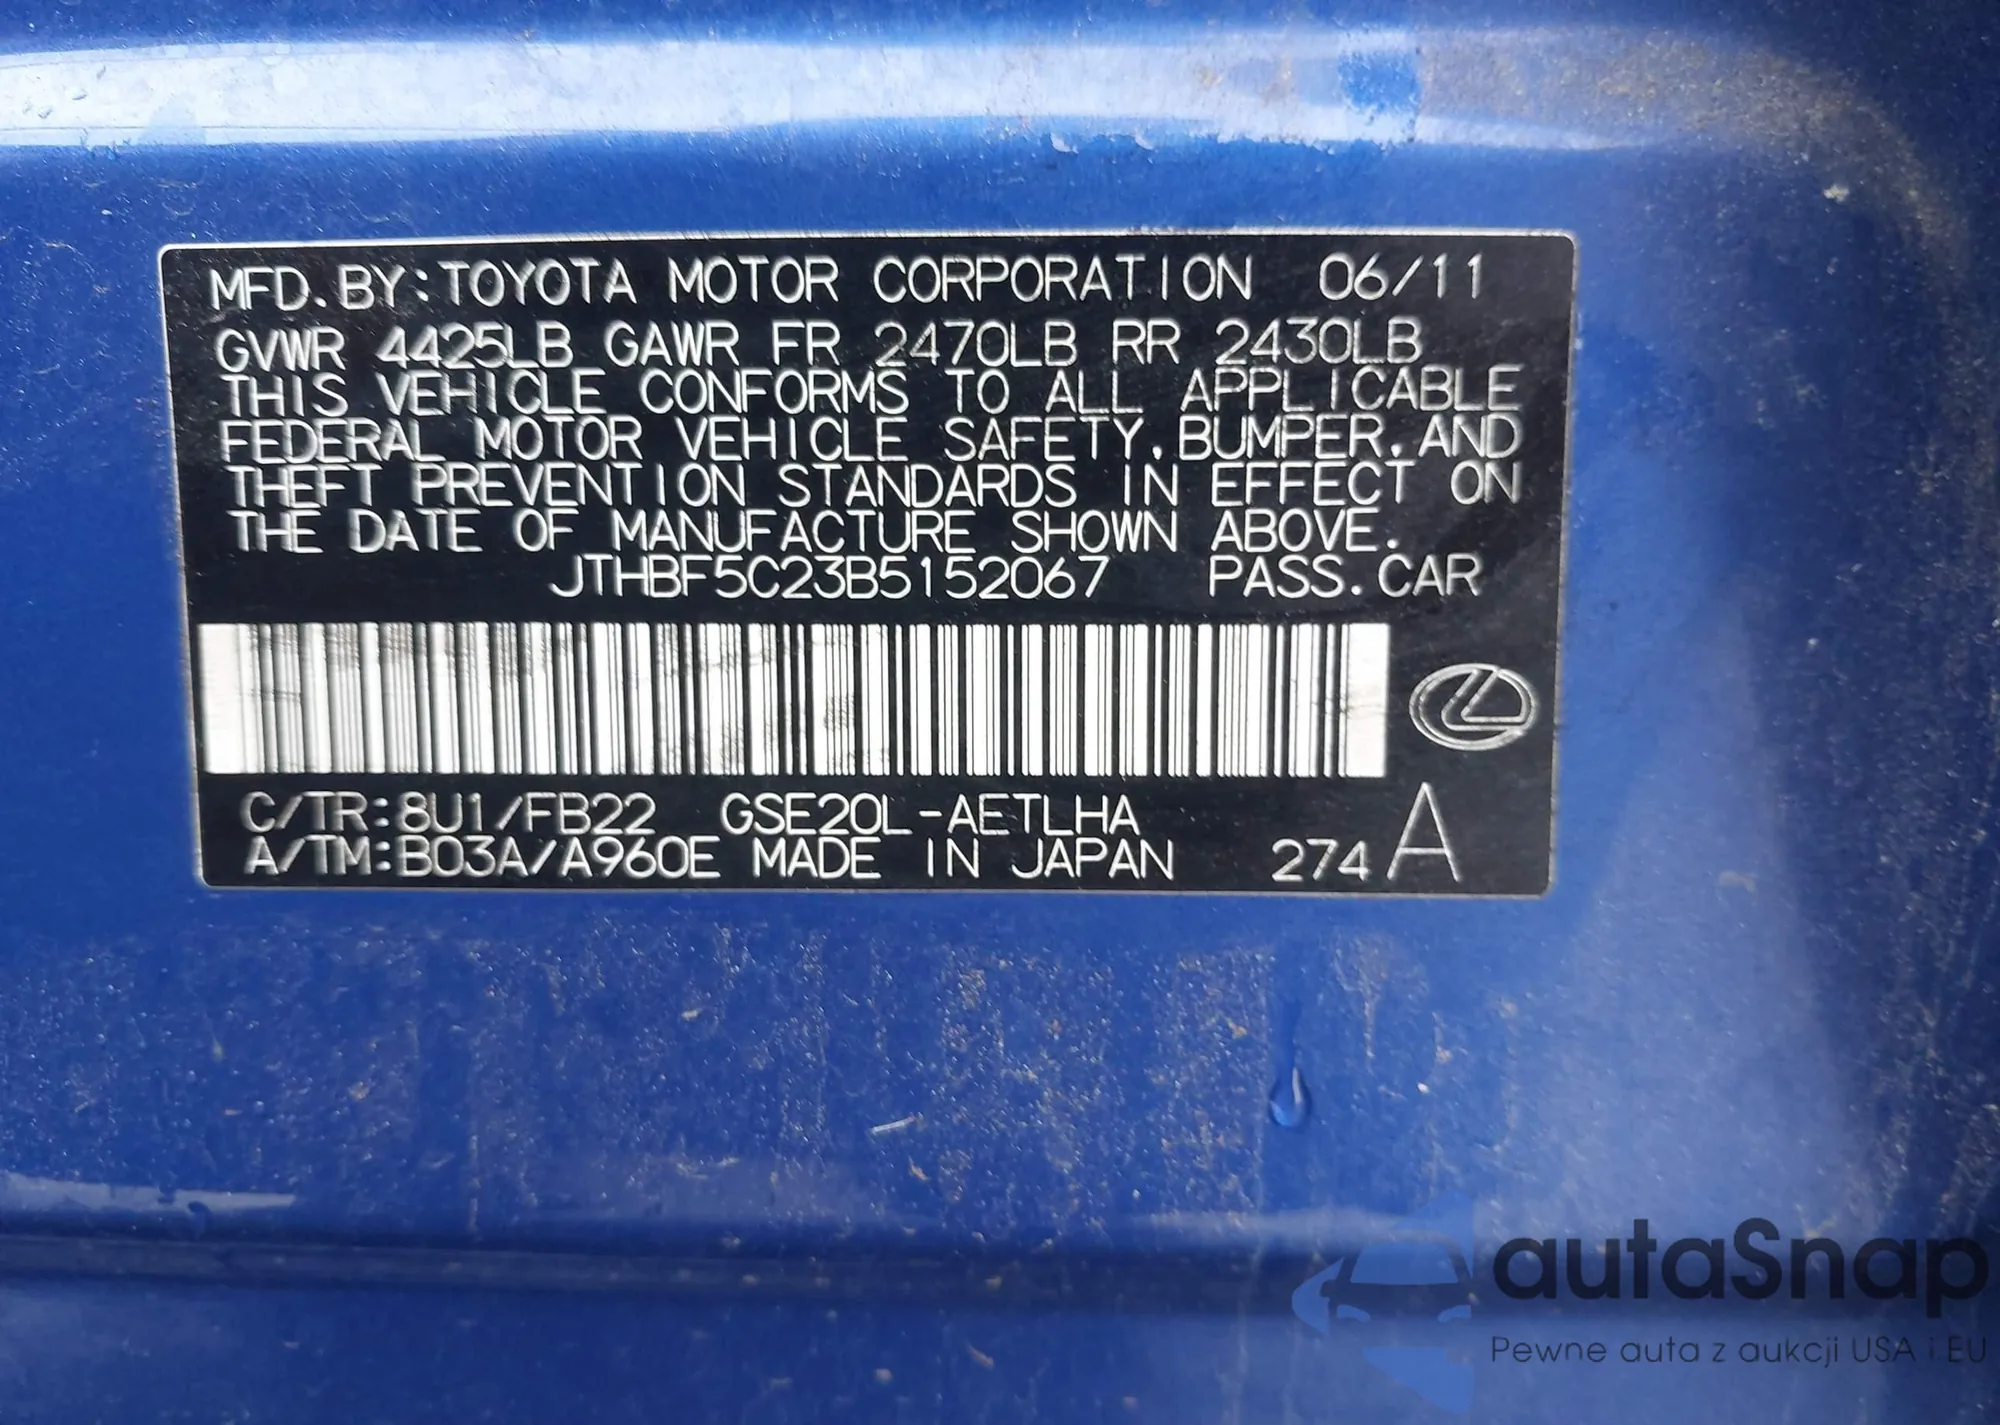 MFD.BY:TOYOTA MOTOR CORPORATION 06/11
GVWR 4425LB GAWR FR 2470LB RR 2430LB
THIS VEHICLE CONFORMS TO ALL APPLICABLE
FEDERAL MOTOR VEHICLE SAFETY,BUMPER,AND
THEFT PREVENTION STANDARDS IN EFFECT ON
THE DATE OF MANUFACTURE SHOWN ABOVE.
JTHBF5C23B5152067 PASS.CAR
C/TR:8U1/FB22 GSE20L-AETLHA
A/TM:B03A/A960E MADE IN JAPAN 274 A
autaSnap
Pewne auta z aukcji USA i EU